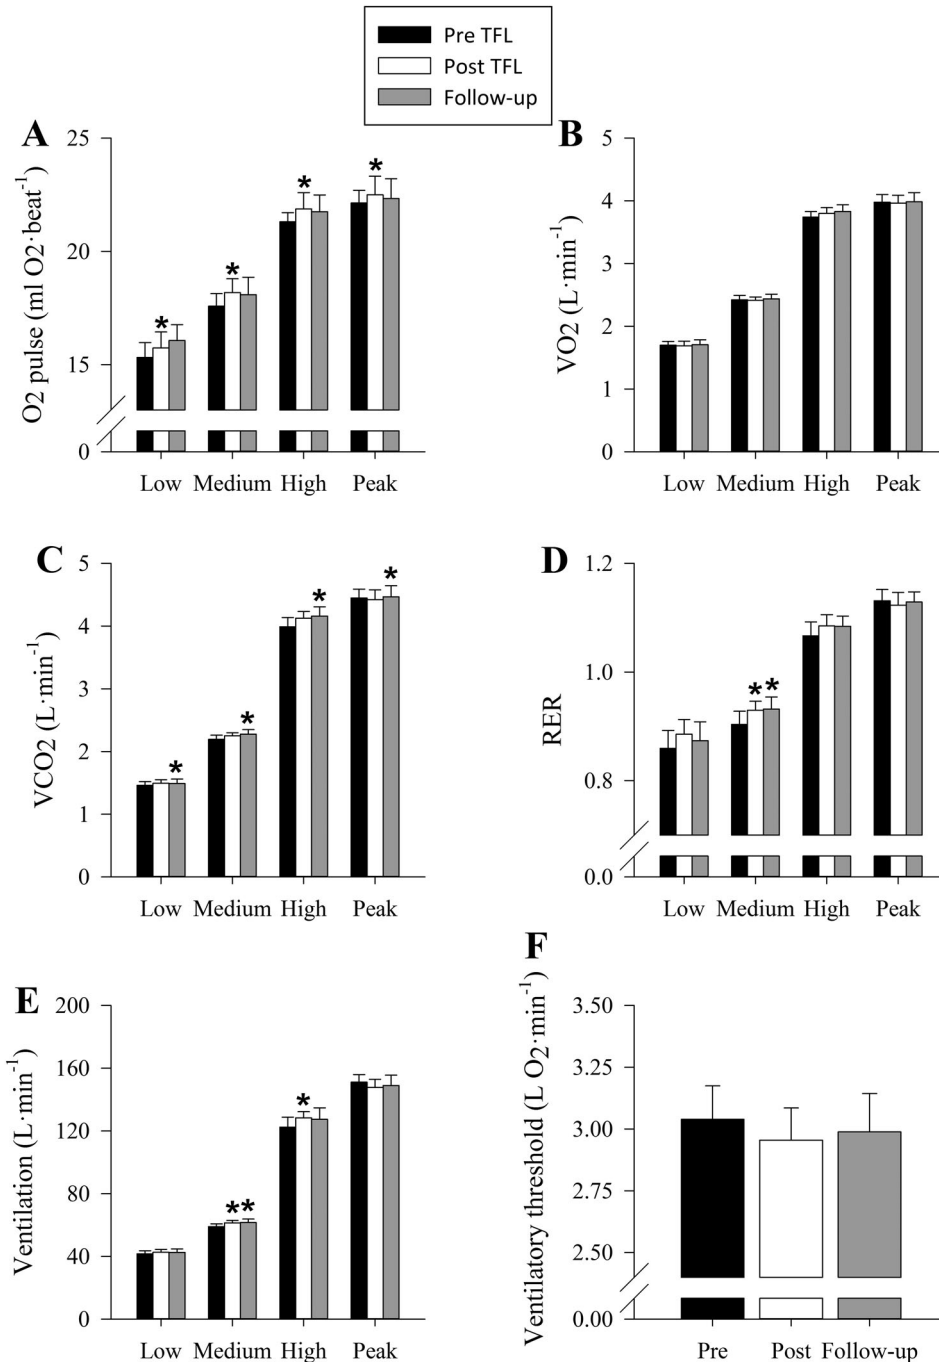 Pre TFL
Post TFL
Follow-up
A
O2 pulse (ml O2·beat-1)
25
20
15
0
*
*
*
*
Low Medium High Peak
B
VO2 (L·min-1)
5
4
3
2
1
0
Low Medium High Peak
C
VCO2 (L·min-1)
5
4
3
2
1
0
*
*
*
*
Low Medium High Peak
D
RER
1.2
1.0
0.8
0.0
* *
Low Medium High Peak
E
Ventilation (L·min-1)
200
160
120
80
40
0
**
*
Low Medium High Peak
F
Ventilatory threshold (L O2·min-1)
3.50
3.25
3.00
2.75
2.50
0.00
Pre Post Follow-up